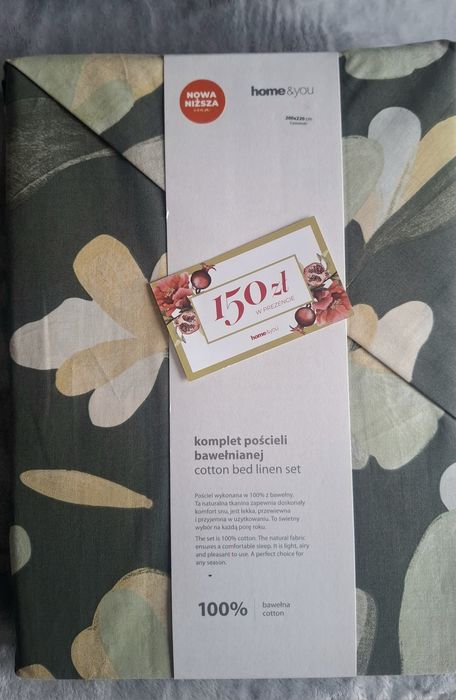 NOWA
NIŻSZA
cena
home&you
200x220 cm
150 zł
W PREZENCIE
home&you
komplet pościeli
bawełnianej
cotton bed linen set
Pościel wykonana w 100% z bawełny.
Ta naturalna tkanina zapewnia doskonały
komfort snu, jest lekka, przewiewna
i przyjemna w użytkowaniu. To świetny
wybór na każdą porę roku.
The set is 100% cotton. The natural fabric
ensures a comfortable sleep. It is light, airy
and pleasant to use. A perfect choice for
any season.
100% bawełna
cotton